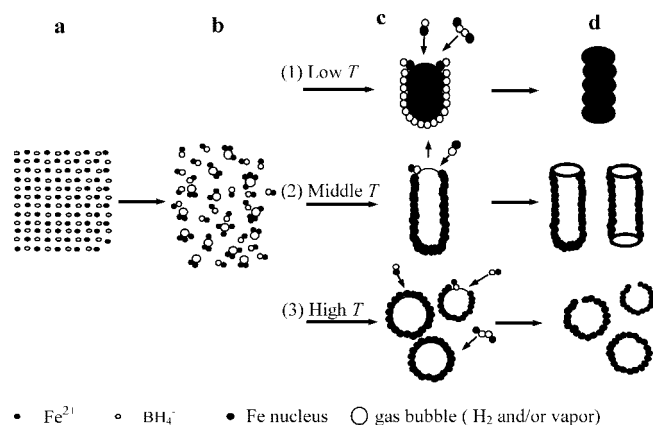 a b c d
(1) Low T
(2) Middle T
(3) High T
Fe²⁺ BH₄⁻ Fe nucleus gas bubble ( H₂ and/or vapor)